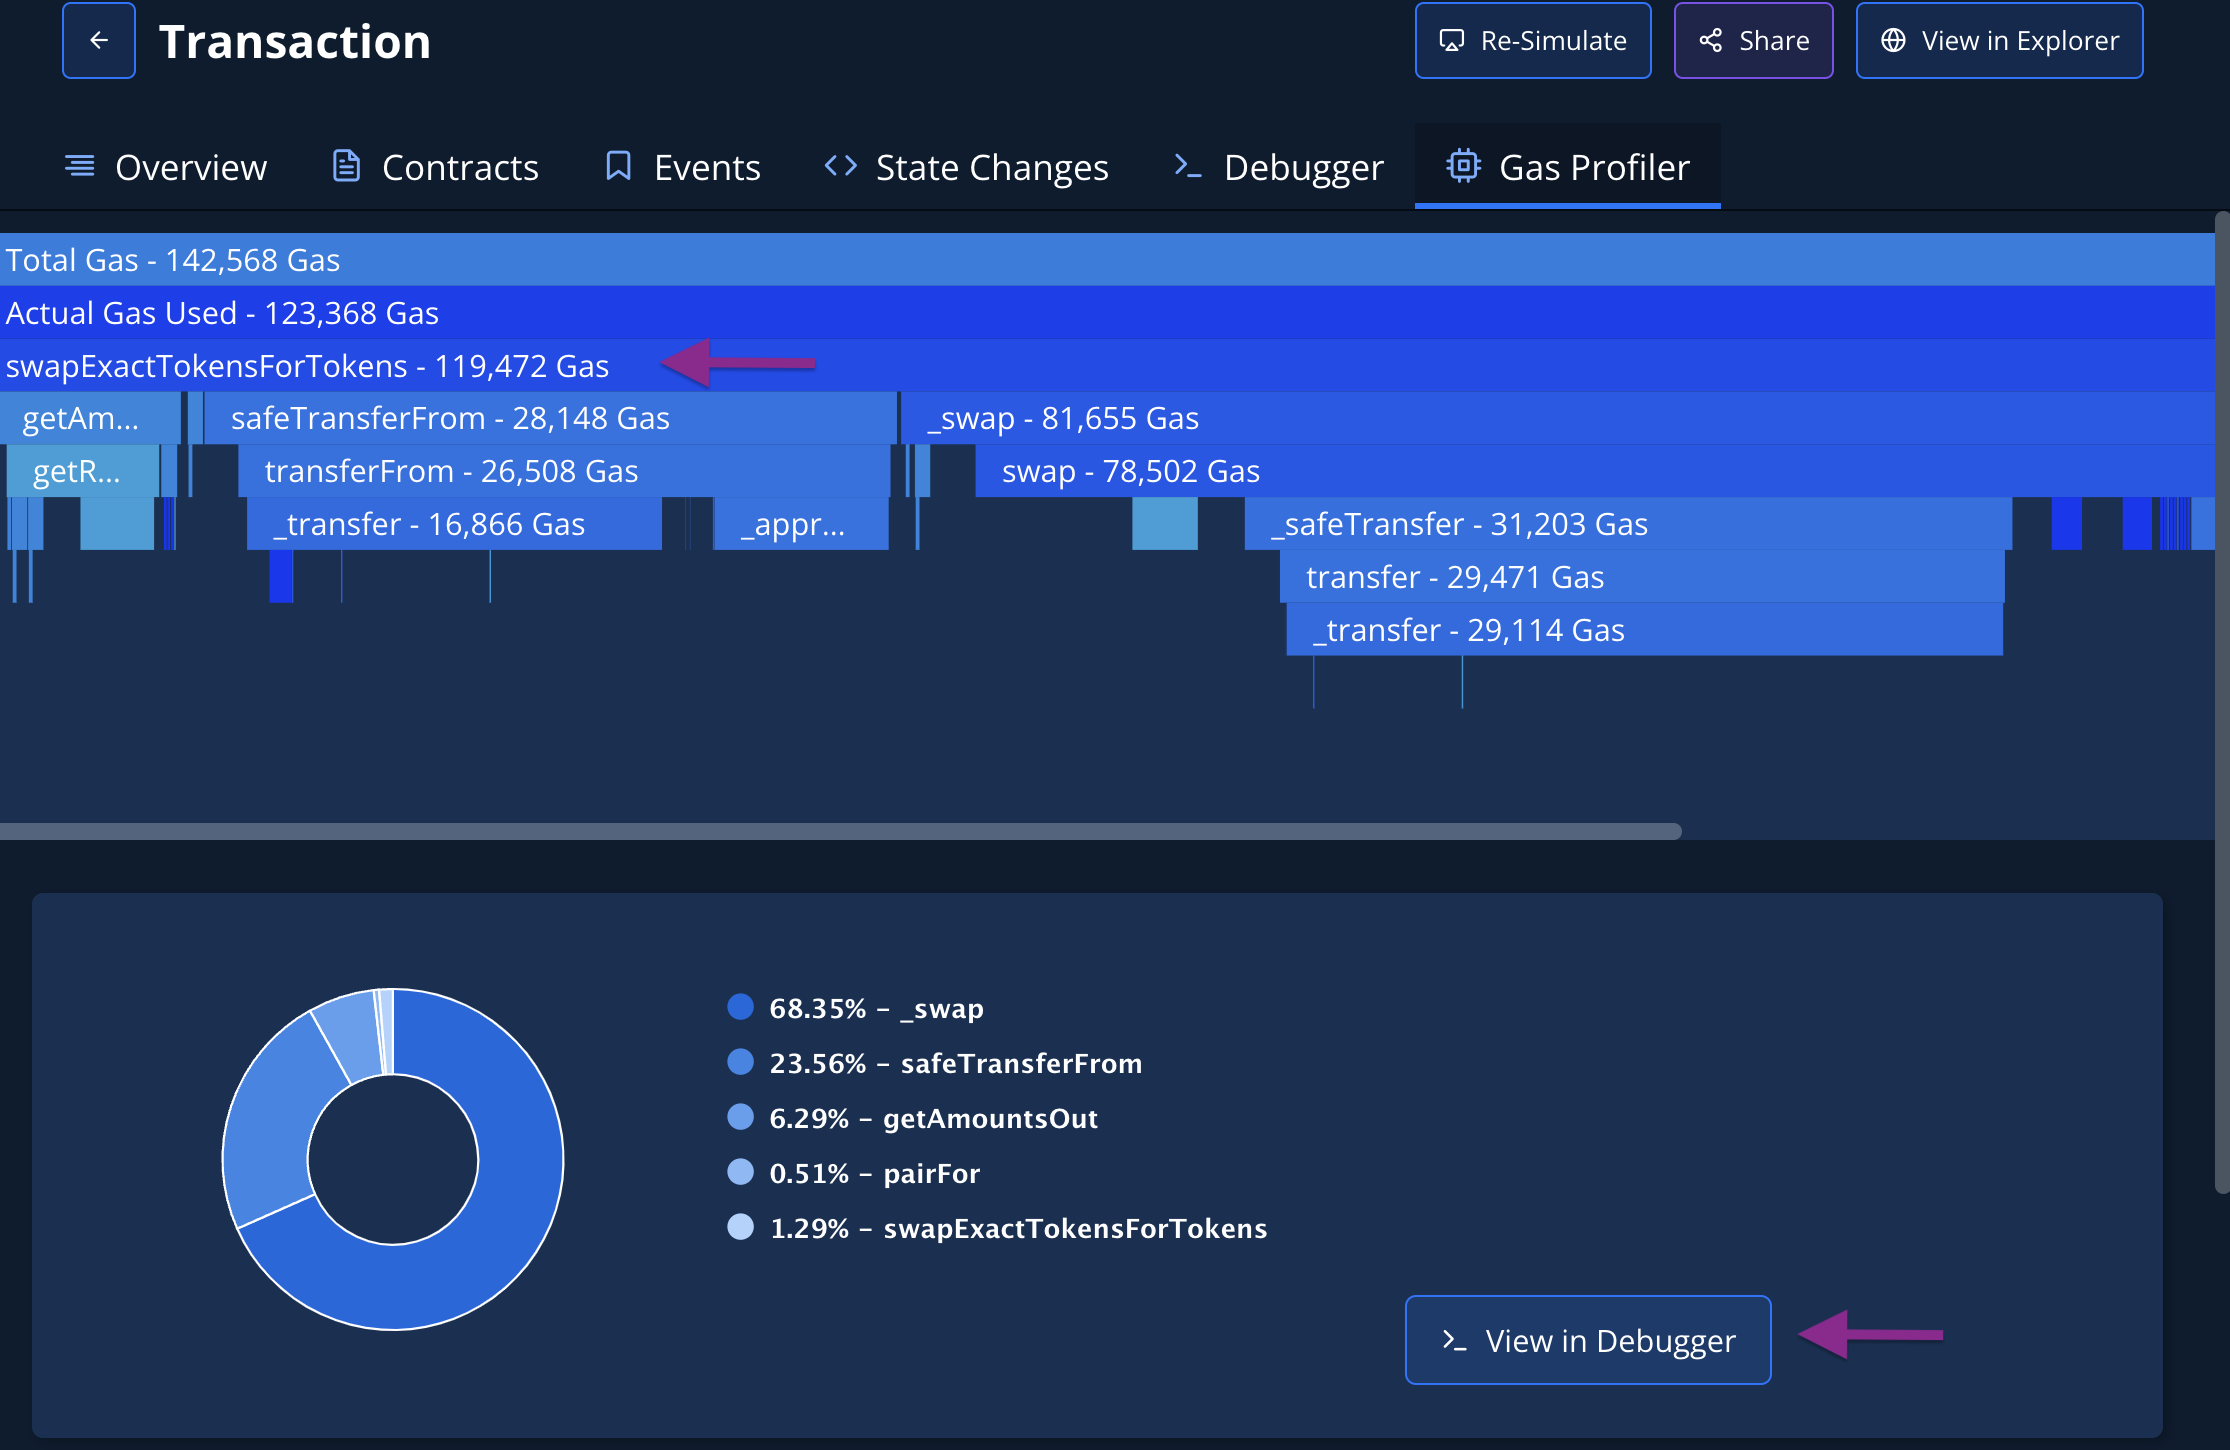 Transaction
Re-Simulate
Share
View in Explorer
Overview
Contracts
Events
State Changes
Debugger
Gas Profiler
Total Gas - 142,568 Gas
Actual Gas Used - 123,368 Gas
swapExactTokensForTokens - 119,472 Gas
getAm...
safeTransferFrom - 28,148 Gas
_swap - 81,655 Gas
getR...
transferFrom - 26,508 Gas
swap - 78,502 Gas
_transfer - 16,866 Gas
_appr...
_safeTransfer - 31,203 Gas
transfer - 29,471 Gas
_transfer - 29,114 Gas
68.35% – _swap
23.56% – safeTransferFrom
6.29% – getAmountsOut
0.51% – pairFor
1.29% – swapExactTokensForTokens
View in Debugger